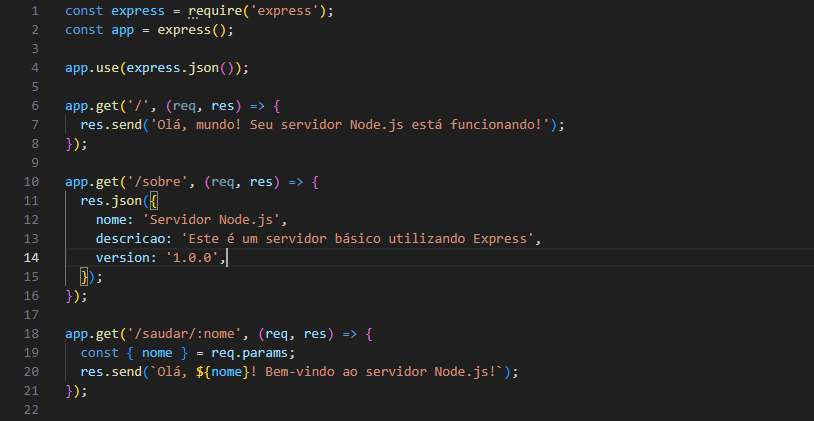 1 const express = require('express');
2 const app = express();
3
4 app.use(express.json());
5
6 app.get('/', (req, res) => {
7   res.send('Olá, mundo! Seu servidor Node.js está funcionando!');
8 });
9
10 app.get('/sobre', (req, res) => {
11   res.json({
12     nome: 'Servidor Node.js',
13     descricao: 'Este é um servidor básico utilizando Express',
14     version: '1.0.0',
15   });
16 });
17
18 app.get('/saudar/:nome', (req, res) => {
19   const { nome } = req.params;
20   res.send(`Olá, ${nome}! Bem-vindo ao servidor Node.js!`);
21 });
22